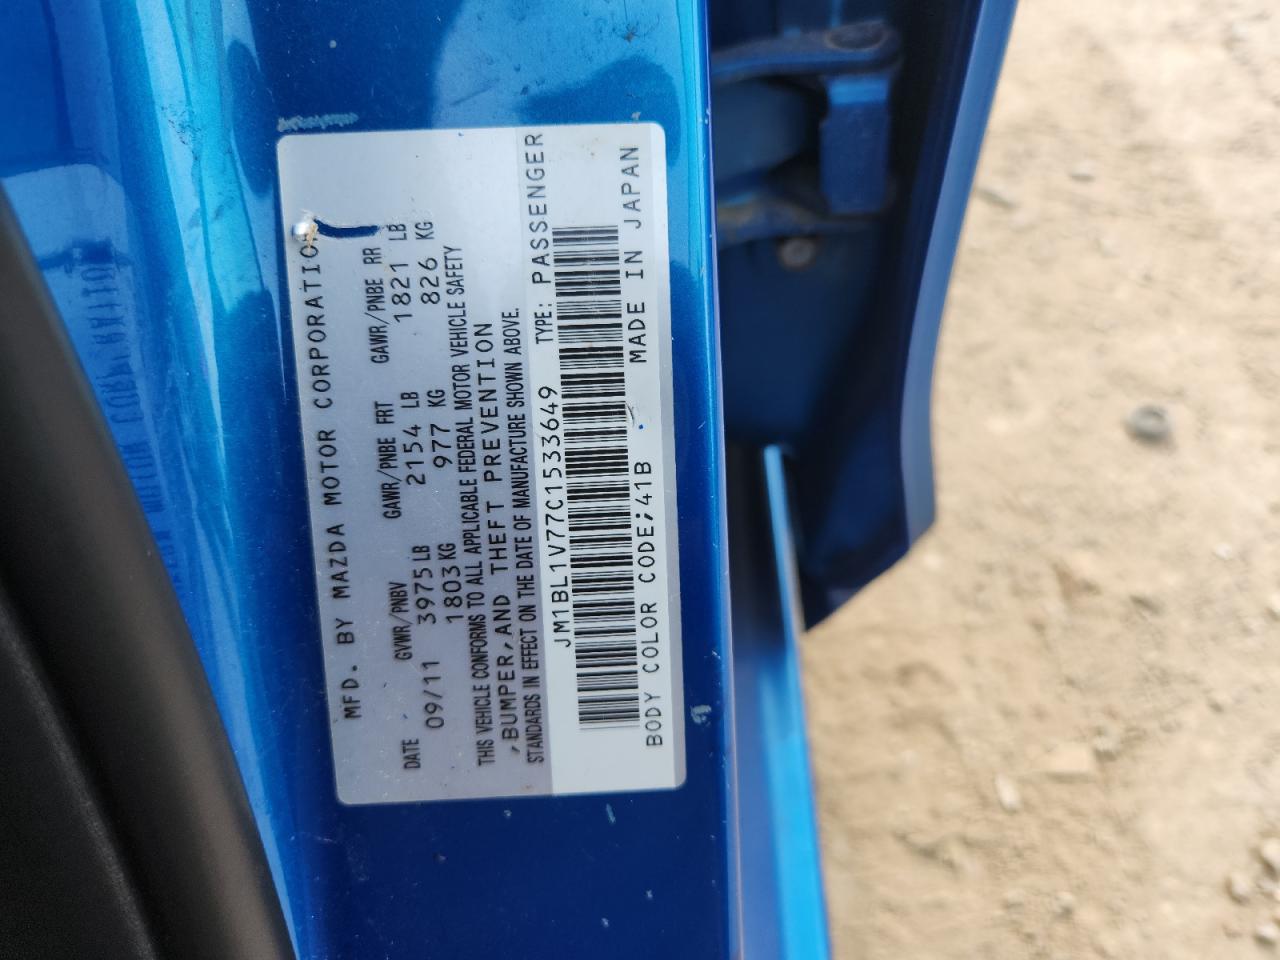 MFD. BY MAZDA MOTOR CORPORATION
DATE GVWR/PNBV GAWR/PNBE FRT GAWR/PNBE RR
09/11 3975 LB 2154 LB 1821 LB
1803 KG 977 KG 826 KG
THIS VEHICLE CONFORMS TO ALL APPLICABLE FEDERAL MOTOR VEHICLE SAFETY
,BUMPER,AND THEFT PREVENTION
STANDARDS IN EFFECT ON THE DATE OF MANUFACTURE SHOWN ABOVE.
JM1BL1V77C1533649 TYPE: PASSENGER
BODY COLOR CODE;41B MADE IN JAPAN